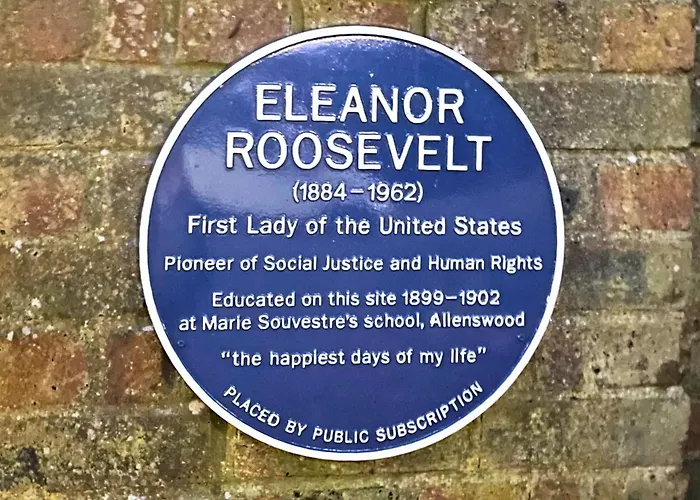 ELEANOR
ROOSEVELT
(1884-1962)
First Lady of the United States
Pioneer of Social Justice and Human Rights
Educated on this site 1899-1902
at Marie Souvestre's school, Allenswood
"the happiest days of my life"
PLACED BY PUBLIC SUBSCRIPTION